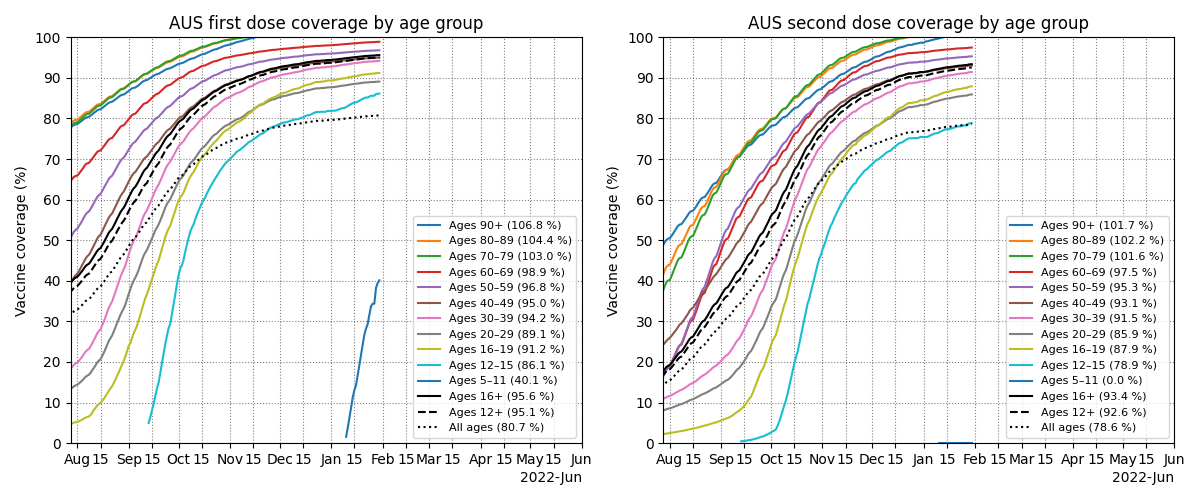 AUS first dose coverage by age group
Vaccine coverage (%)
100
90
80
70
60
50
40
30
20
10
0
Ages 90+ (106.8 %)
Ages 80–89 (104.4 %)
Ages 70–79 (103.0 %)
Ages 60–69 (98.9 %)
Ages 50–59 (96.8 %)
Ages 40–49 (95.0 %)
Ages 30–39 (94.2 %)
Ages 20–29 (89.1 %)
Ages 16–19 (91.2 %)
Ages 12–15 (86.1 %)
Ages 5–11 (40.1 %)
Ages 16+ (95.6 %)
Ages 12+ (95.1 %)
All ages (80.7 %)
Aug 15 Sep 15 Oct 15 Nov 15 Dec 15 Jan 15 Feb 15 Mar 15 Apr 15 May 15 Jun
2022-Jun
AUS second dose coverage by age group
Vaccine coverage (%)
100
90
80
70
60
50
40
30
20
10
0
Ages 90+ (101.7 %)
Ages 80–89 (102.2 %)
Ages 70–79 (101.6 %)
Ages 60–69 (97.5 %)
Ages 50–59 (95.3 %)
Ages 40–49 (93.1 %)
Ages 30–39 (91.5 %)
Ages 20–29 (85.9 %)
Ages 16–19 (87.9 %)
Ages 12–15 (78.9 %)
Ages 5–11 (0.0 %)
Ages 16+ (93.4 %)
Ages 12+ (92.6 %)
All ages (78.6 %)
Aug 15 Sep 15 Oct 15 Nov 15 Dec 15 Jan 15 Feb 15 Mar 15 Apr 15 May 15 Jun
2022-Jun